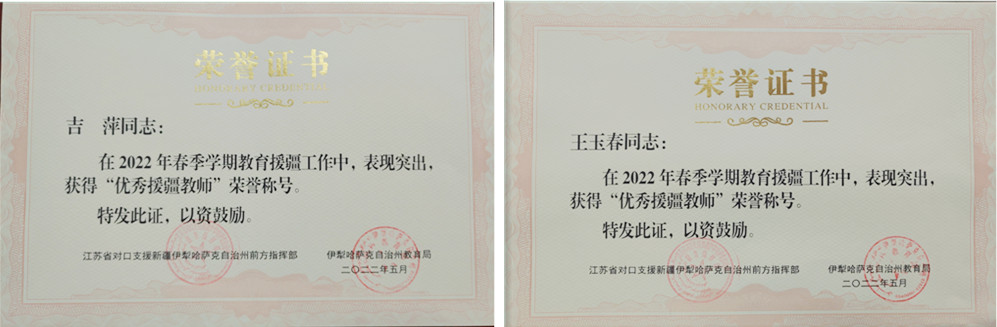 荣誉证书
HONORARY CREDENTIAL
吉 萍同志：
在2022年春季学期教育援疆工作中，表现突出，
获得“优秀援疆教师”荣誉称号。
特发此证，以资鼓励。
江苏省对口支援新疆伊犁哈萨克自治州前方指挥部 伊犁哈萨克自治州教育局
二〇二二年五月
荣誉证书
HONORARY CREDENTIAL
王玉春同志：
在2022年春季学期教育援疆工作中，表现突出，
获得“优秀援疆教师”荣誉称号。
特发此证，以资鼓励。
江苏省对口支援新疆伊犁哈萨克自治州前方指挥部 伊犁哈萨克自治州教育局
二〇二二年五月